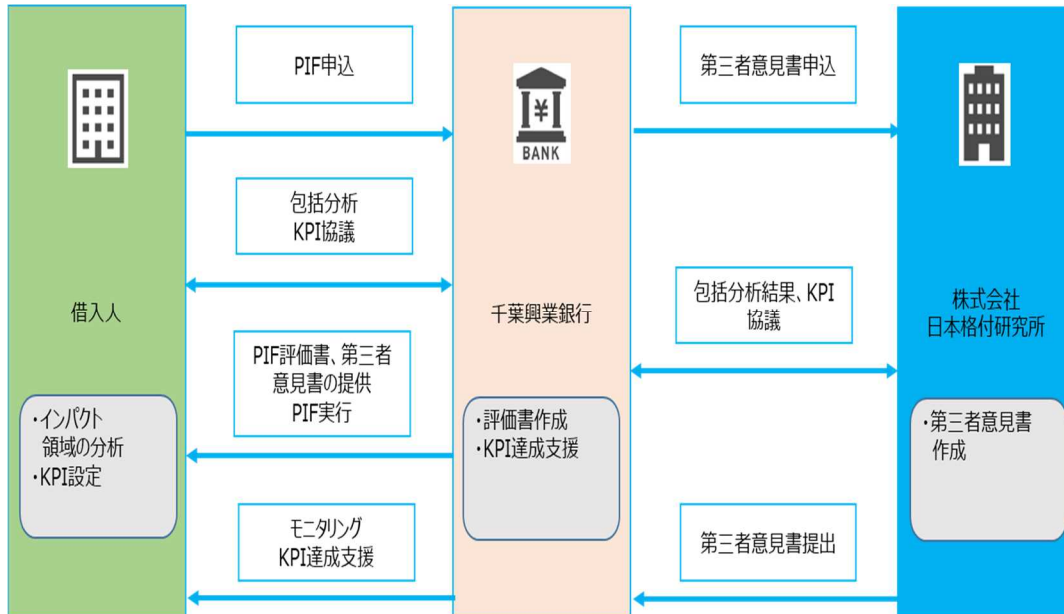 PIF申込
第三者意見書申込
BANK
包括分析
KPI協議
借入人
千葉興業銀行
包括分析結果、KPI
協議
株式会社
日本格付研究所
PIF評価書、第三者
意見書の提供
PIF実行
・インパクト
領域の分析
・KPI設定
・評価書作成
・KPI達成支援
・第三者意見書
作成
モニタリング
KPI達成支援
第三者意見書提出